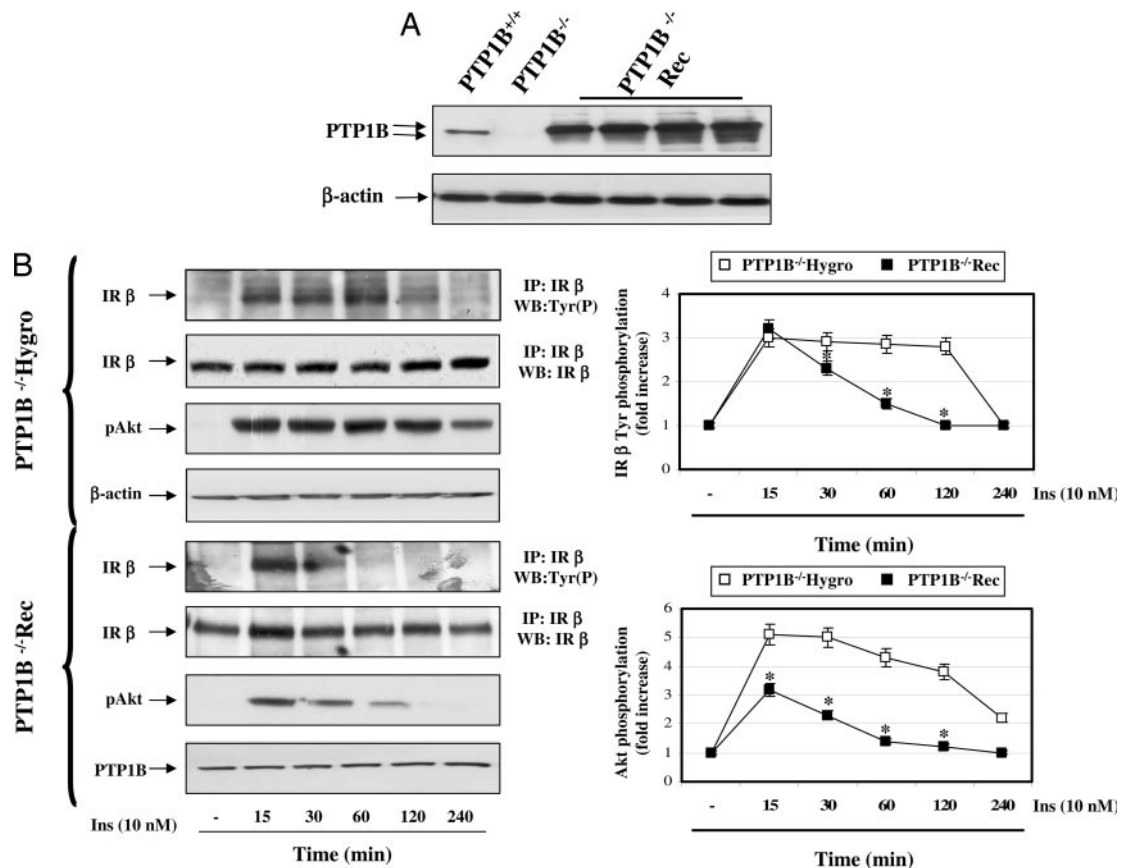 A
PTP1B+/+
PTP1B-/-
PTP1B -/- Rec
PTP1B
β-actin
B
PTP1B -/-Hygro
IR β
IP: IR β
WB:Tyr(P)
IR β
IP: IR β
WB: IR β
pAkt
β-actin
PTP1B -/-Rec
IR β
IP: IR β
WB:Tyr(P)
IR β
IP: IR β
WB: IR β
pAkt
PTP1B
Ins (10 nM) - 15 30 60 120 240
Time (min)
PTP1B-/-Hygro PTP1B-/-Rec
IR β Tyr phosphorylation
(fold increase)
4
3
2
1
0
* * *
- 15 30 60 120 240 Ins (10 nM)
Time (min)
PTP1B-/-Hygro PTP1B-/-Rec
Akt phosphorylation
(fold increase)
6
5
4
3
2
1
0
* * * *
- 15 30 60 120 240 Ins (10 nM)
Time (min)